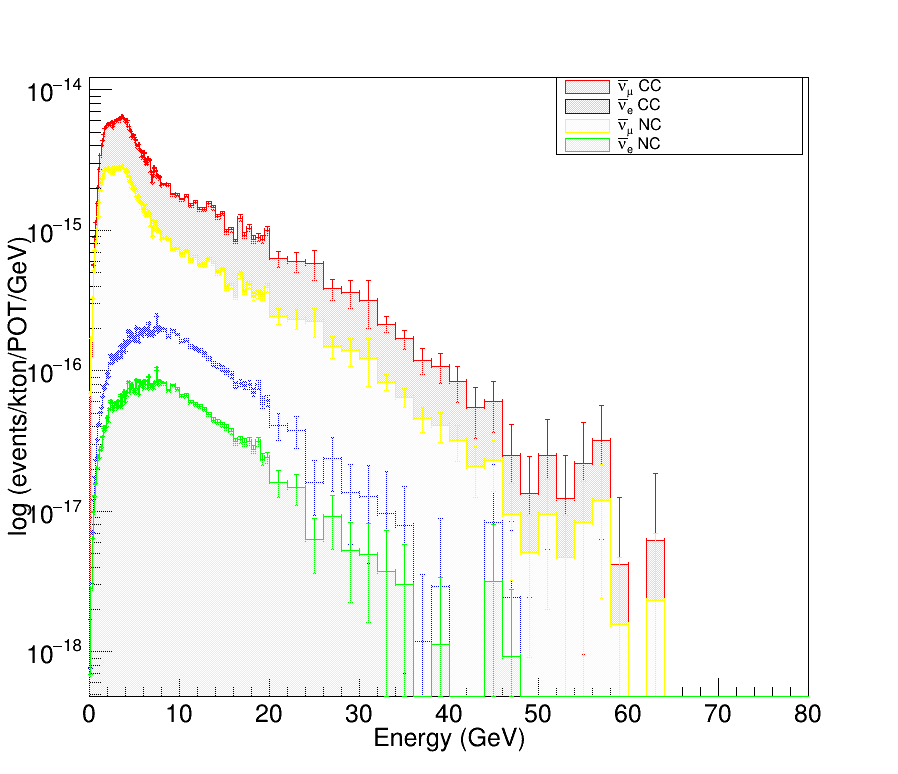 ν̅μ CC
ν̅e CC
ν̅μ NC
ν̅e NC
log (events/kton/POT/GeV)
10⁻¹⁴
10⁻¹⁵
10⁻¹⁶
10⁻¹⁷
10⁻¹⁸
0 10 20 30 40 50 60 70 80
Energy (GeV)